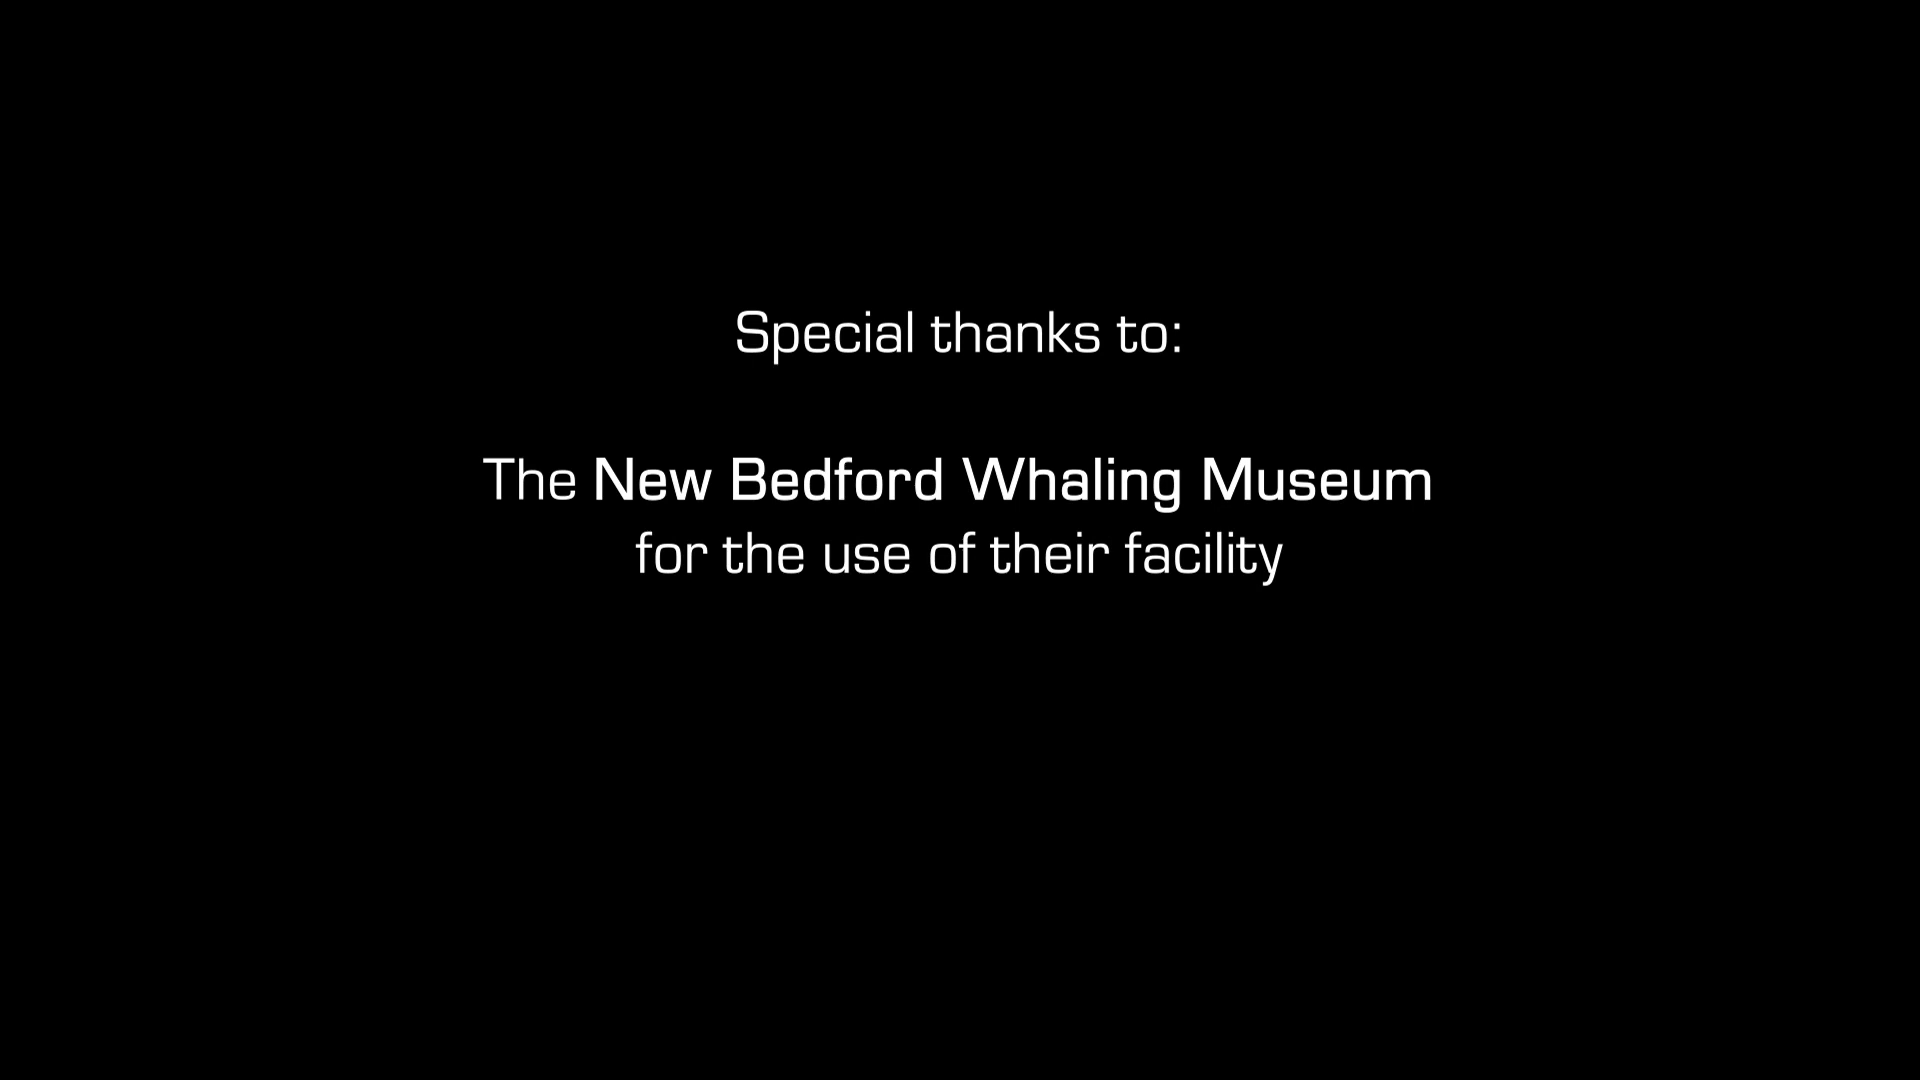 Special thanks to:
The New Bedford Whaling Museum
for the use of their facility